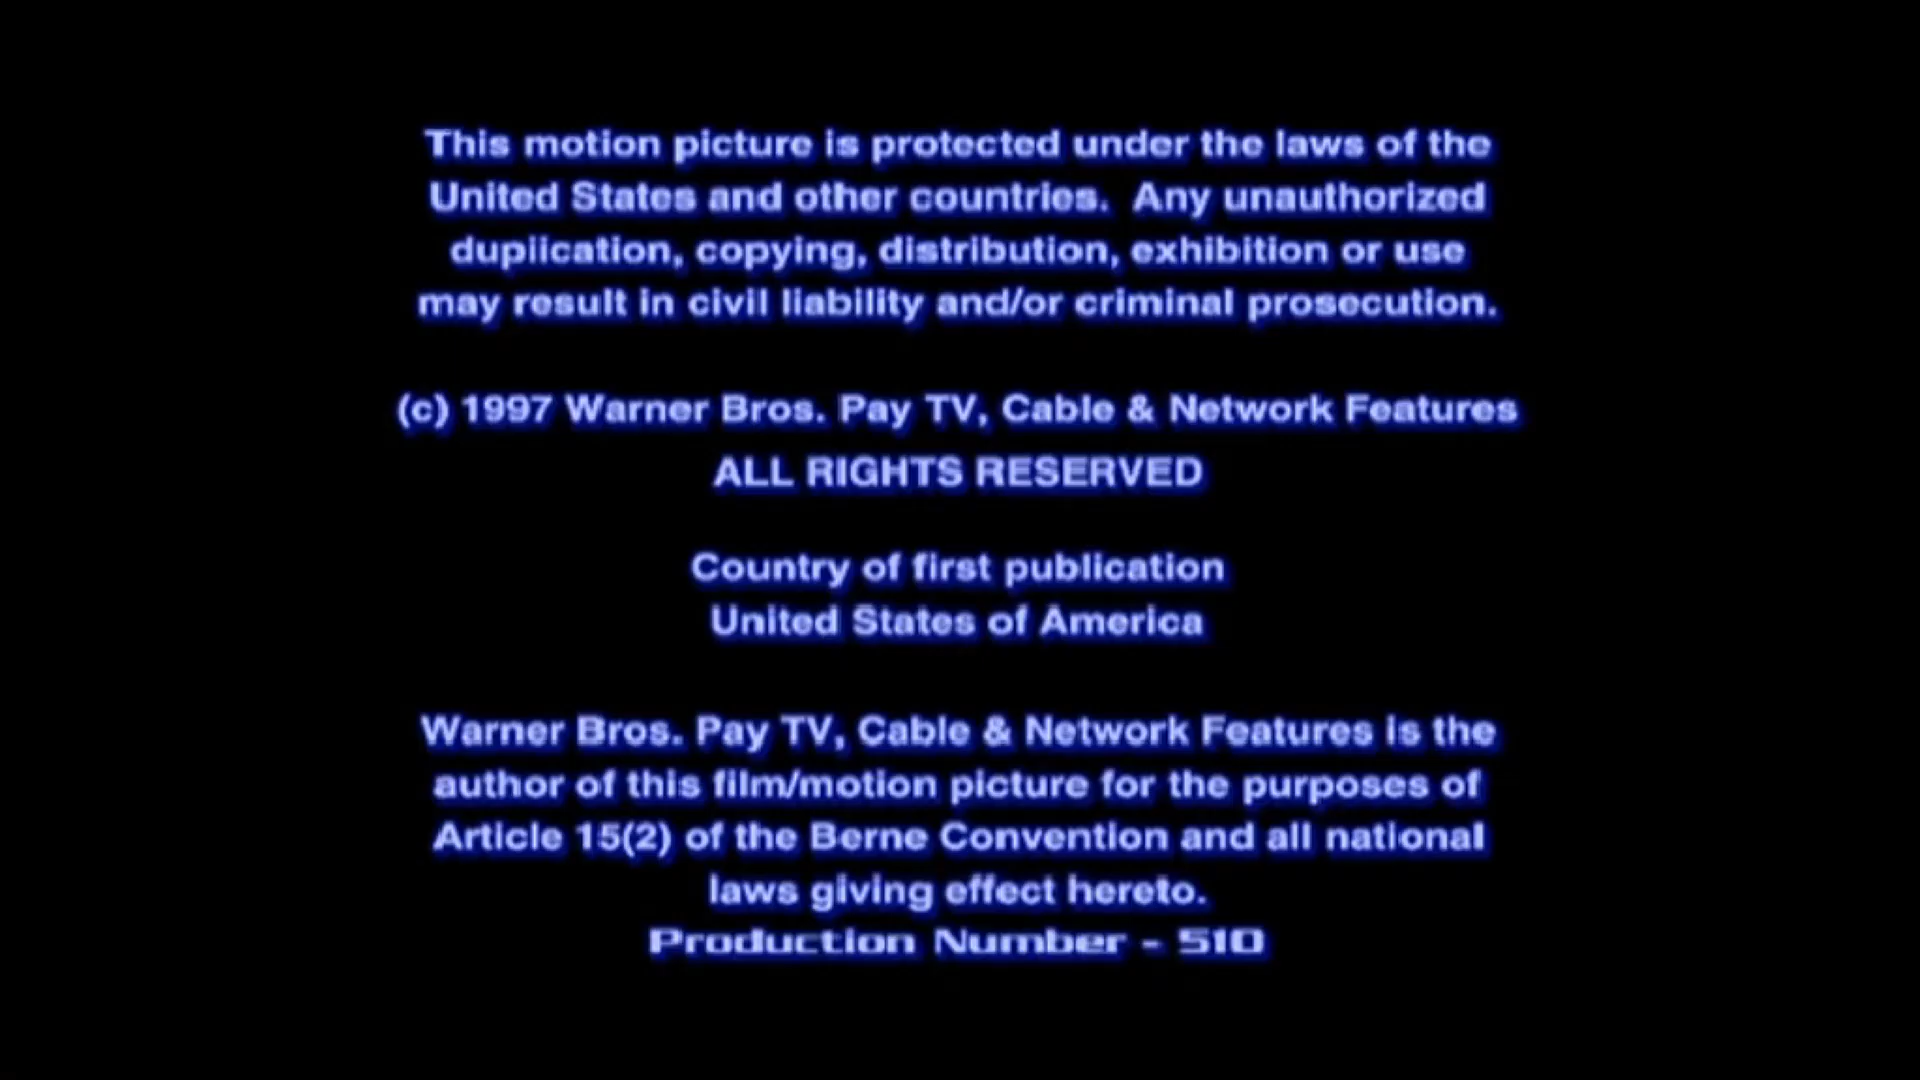 This motion picture is protected under the laws of the
United States and other countries.  Any unauthorized
duplication, copying, distribution, exhibition or use
may result in civil liability and/or criminal prosecution.
(c) 1997 Warner Bros. Pay TV, Cable & Network Features
ALL RIGHTS RESERVED
Country of first publication
United States of America
Warner Bros. Pay TV, Cable & Network Features is the
author of this film/motion picture for the purposes of
Article 15(2) of the Berne Convention and all national
laws giving effect hereto.
Production Number - 510